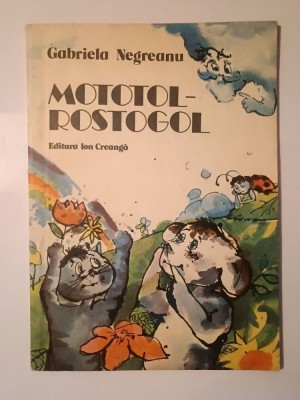 Gabriela Negreanu
MOTOTOL-
ROSTOGOL
Editura Ion Creangă